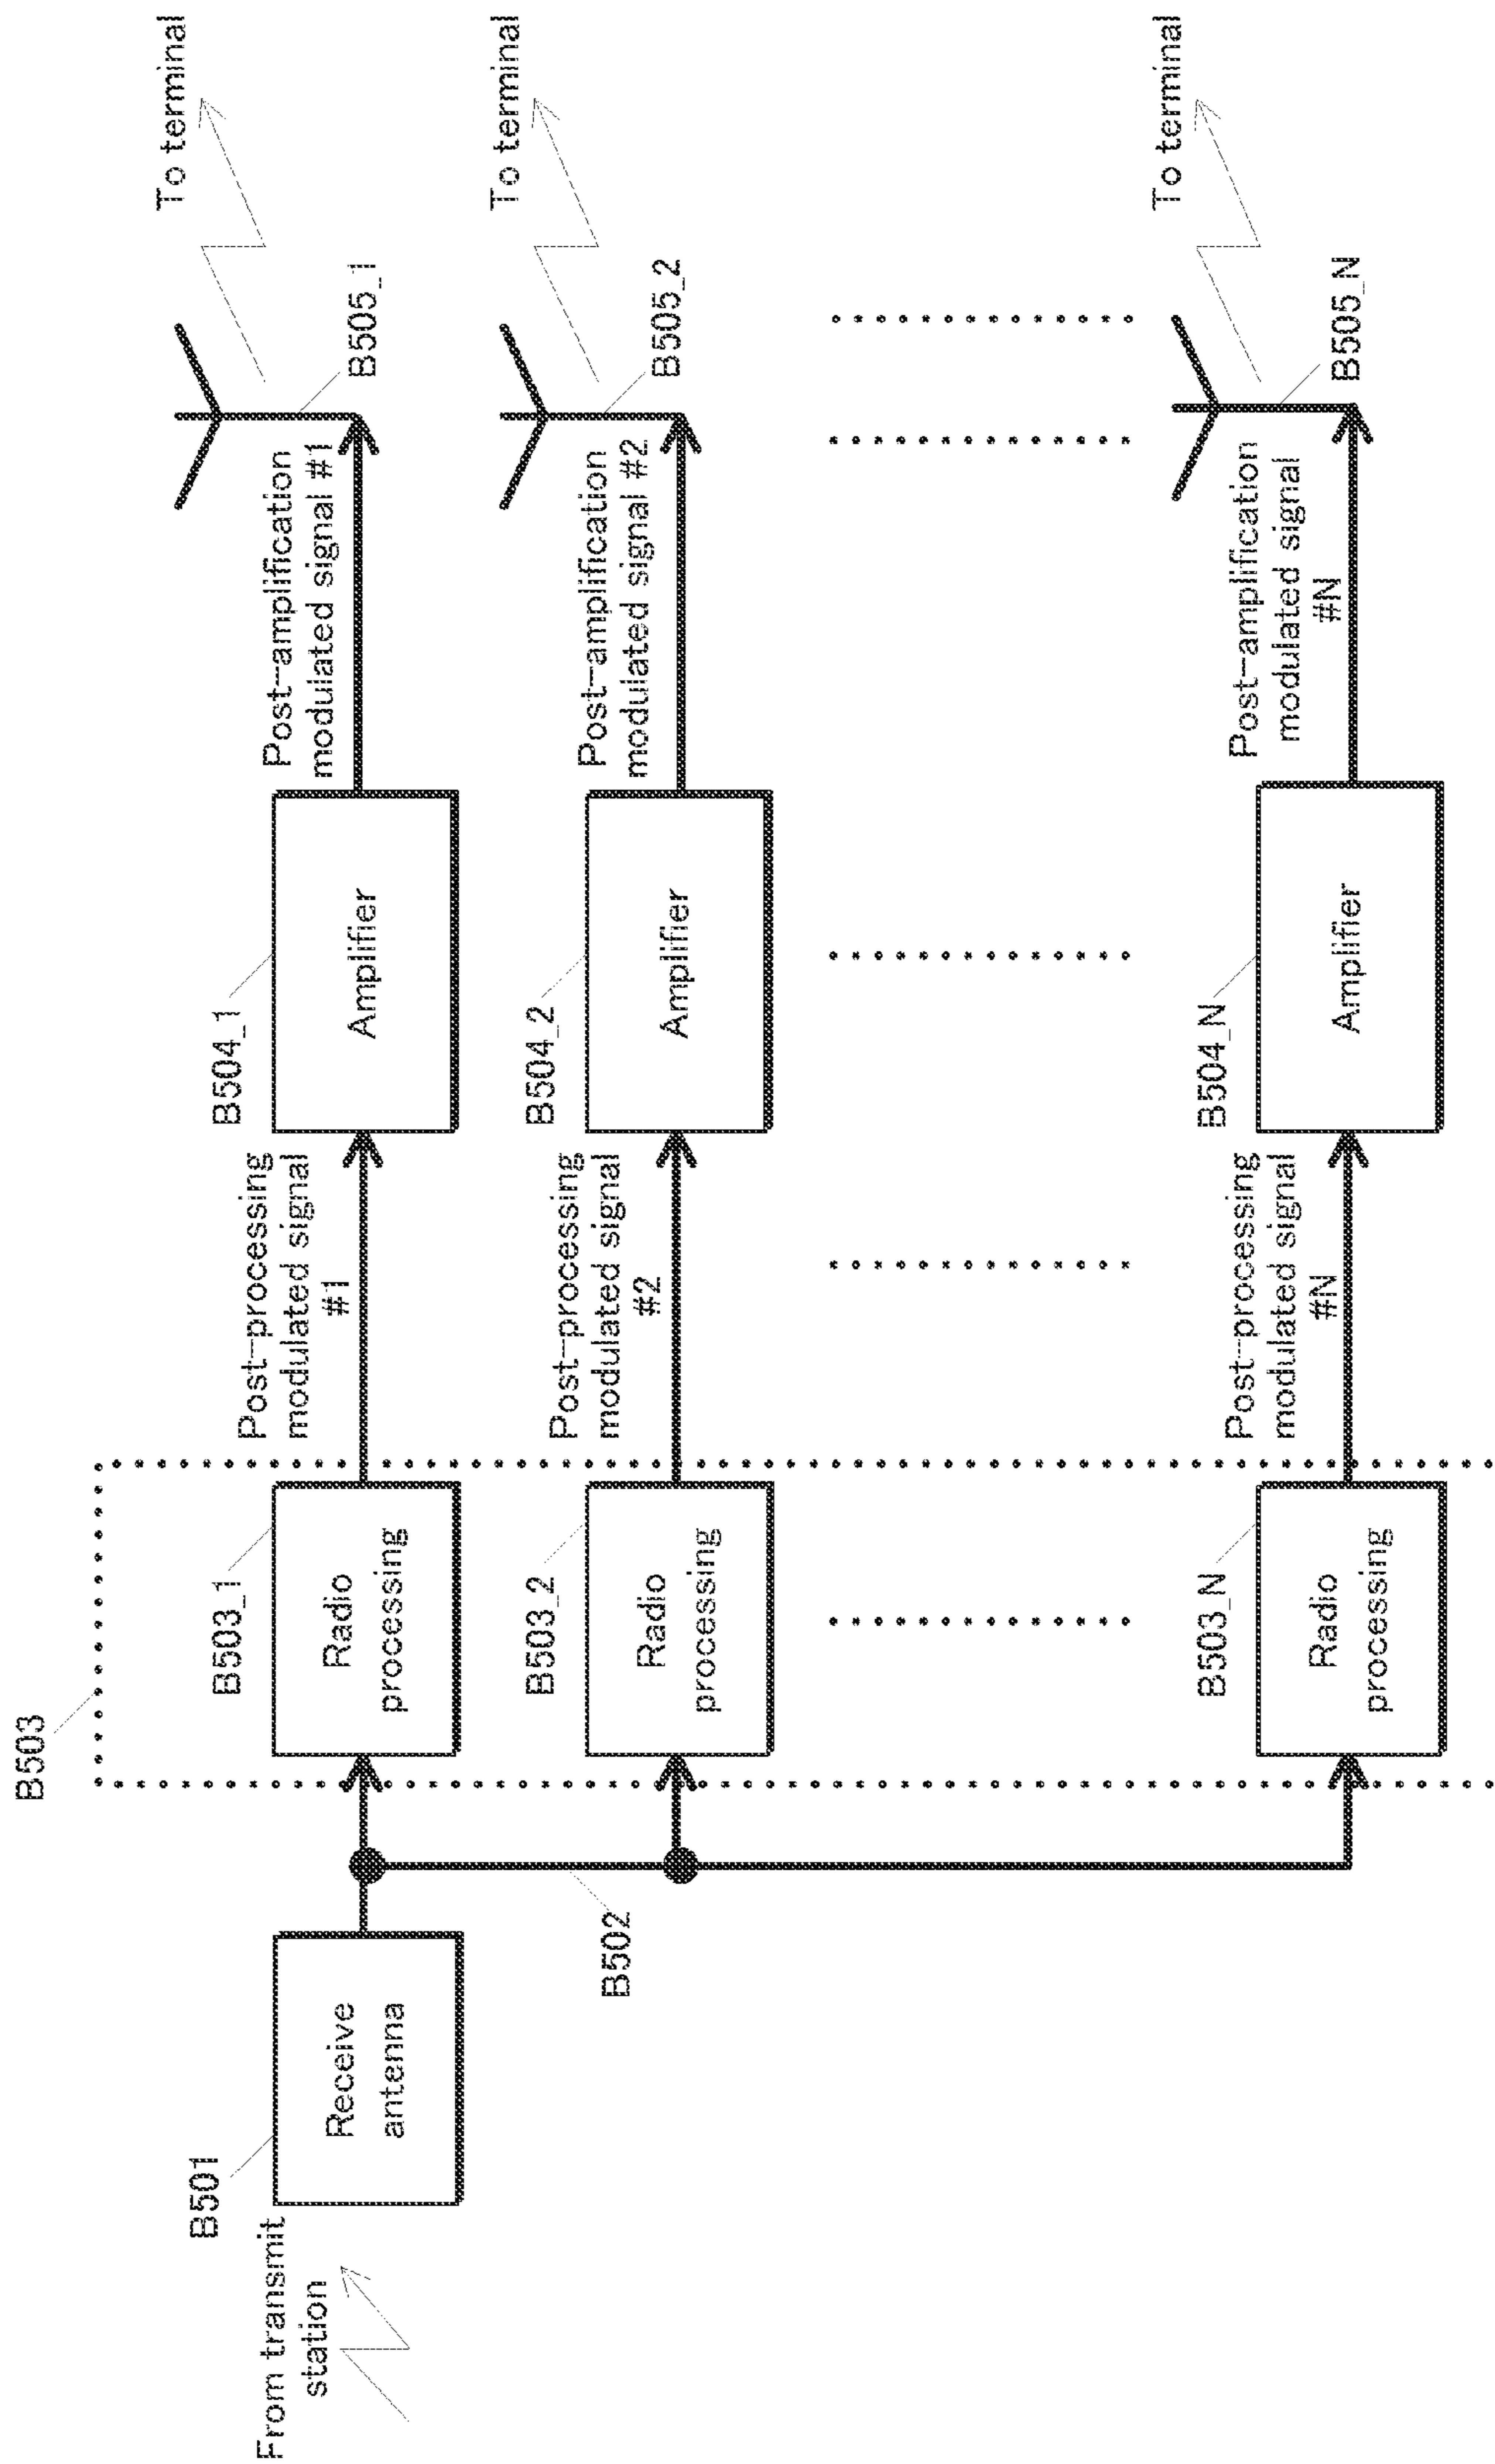 From transmit
station
B501
Receive
antenna
B502
B503
B503_1
Radio
processing
Post-processing
modulated signal
#1
B504_1
Amplifier
Post-amplification
modulated signal #1
B505_1
To terminal
B503_2
Radio
processing
Post-processing
modulated signal
#2
B504_2
Amplifier
Post-amplification
modulated signal #2
B505_2
To terminal
B503_N
Radio
processing
Post-processing
modulated signal
#N
B504_N
Amplifier
Post-amplification
modulated signal
#N
B505_N
To terminal